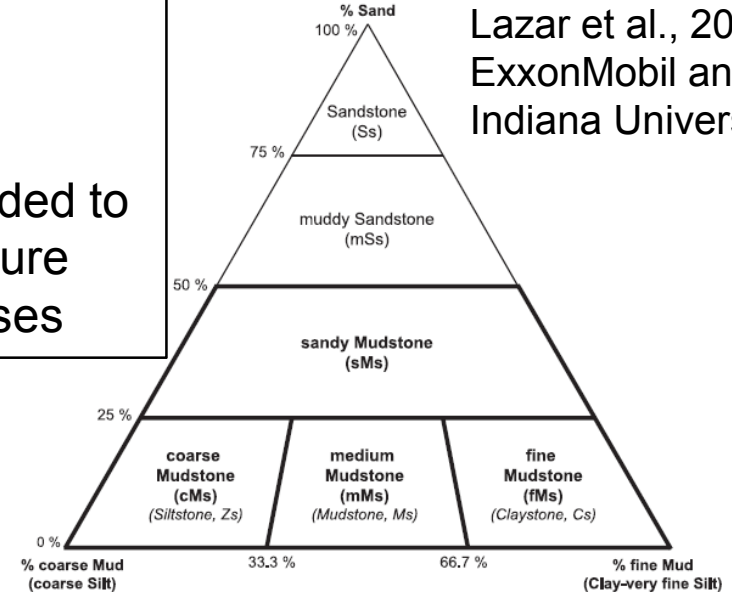 ded to
ure
ses
Lazar et al., 20
ExxonMobil an
Indiana Univers
% Sand
100 %
Sandstone
(Ss)
75 %
muddy Sandstone
(mSs)
50 %
sandy Mudstone
(sMs)
25 %
coarse
Mudstone
(cMs)
(Siltstone, Zs)
medium
Mudstone
(mMs)
(Mudstone, Ms)
fine
Mudstone
(fMs)
(Claystone, Cs)
0 %
33.3 %
66.7 %
% coarse Mud
(coarse Silt)
% fine Mud
(Clay–very fine Silt)